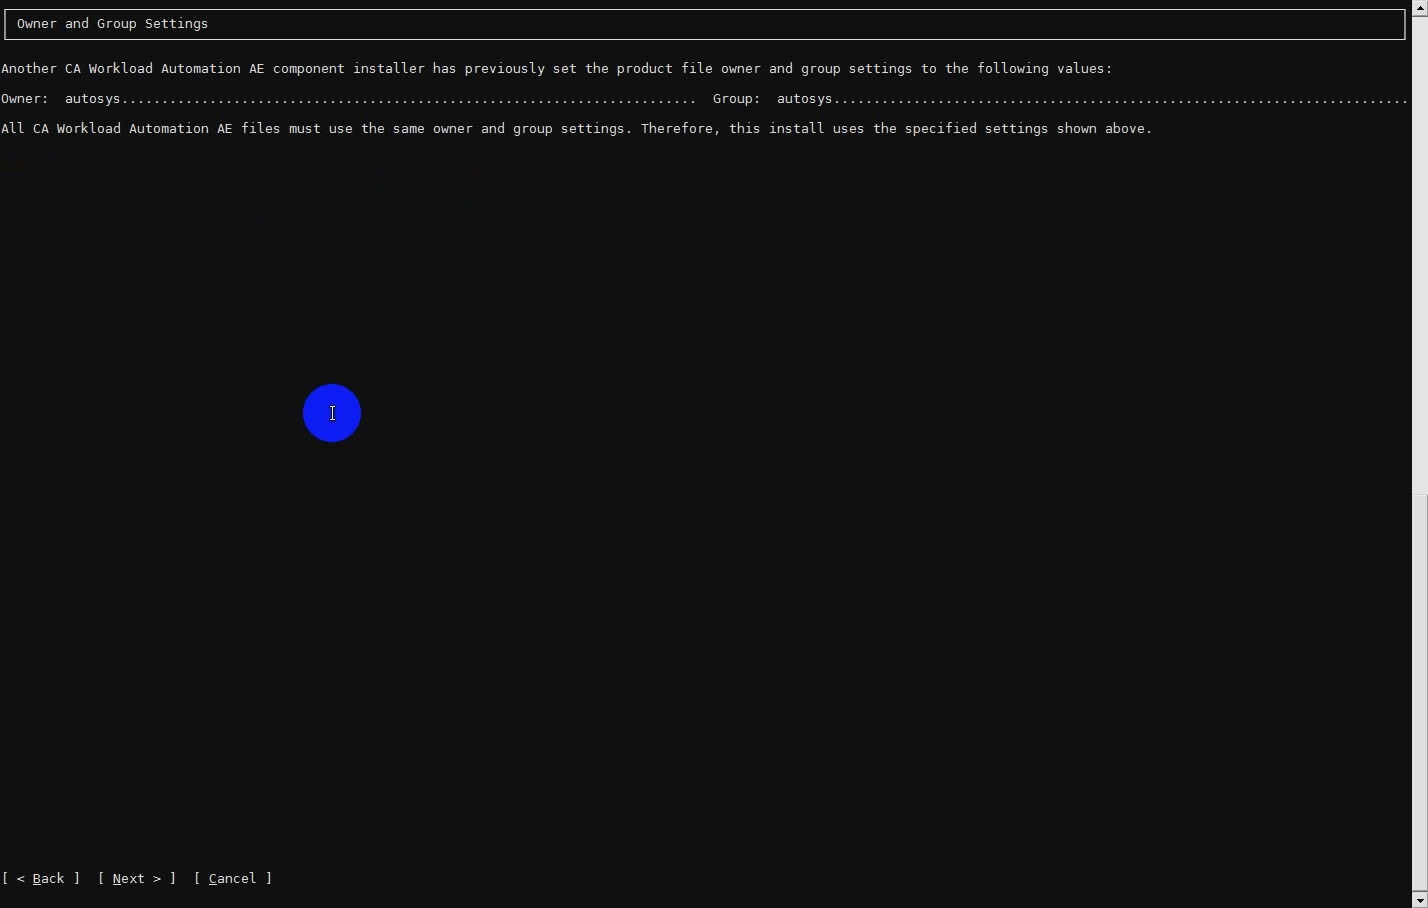 Owner and Group Settings
Another CA Workload Automation AE component installer has previously set the product file owner and group settings to the following values:
Owner:  autosys........................................................................  Group:  autosys........................................................................
All CA Workload Automation AE files must use the same owner and group settings. Therefore, this install uses the specified settings shown above.
[ < Back ]  [ Next > ]  [ Cancel ]